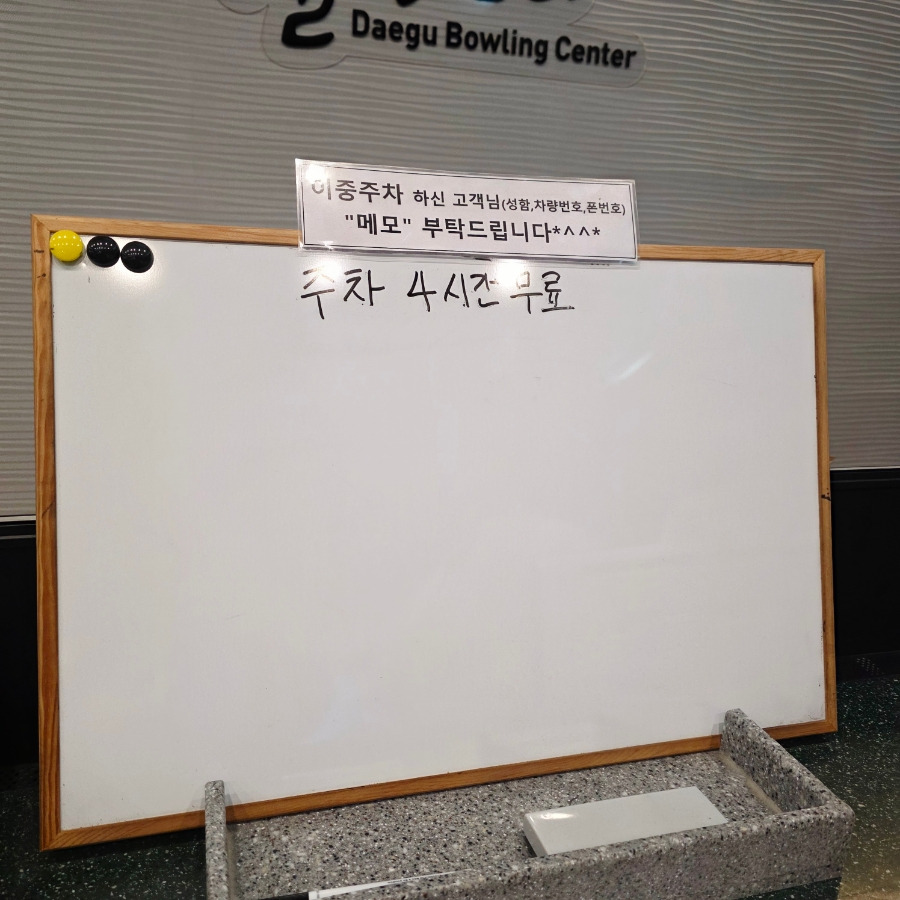 Daegu Bowling Center
이중주차 하신 고객님(성함,차량번호,폰번호)
"메모" 부탁드립니다*^^*
주차 4시간 무료